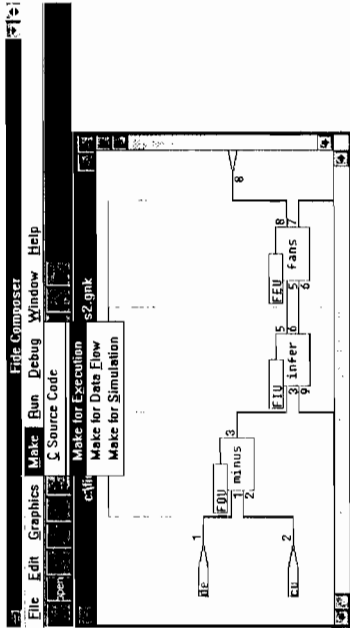 Fide Composer
File Edit Graphics Make Run Debug Window Help
C Source Code
open
Make for Execution
Make for Data Flow
Make for Simulation
s2.gnk
de 1
cu 2
FOU
minus
1
2
3
FIU
infer
3
9
5
6
FEU
fans
5
6
8
7
8